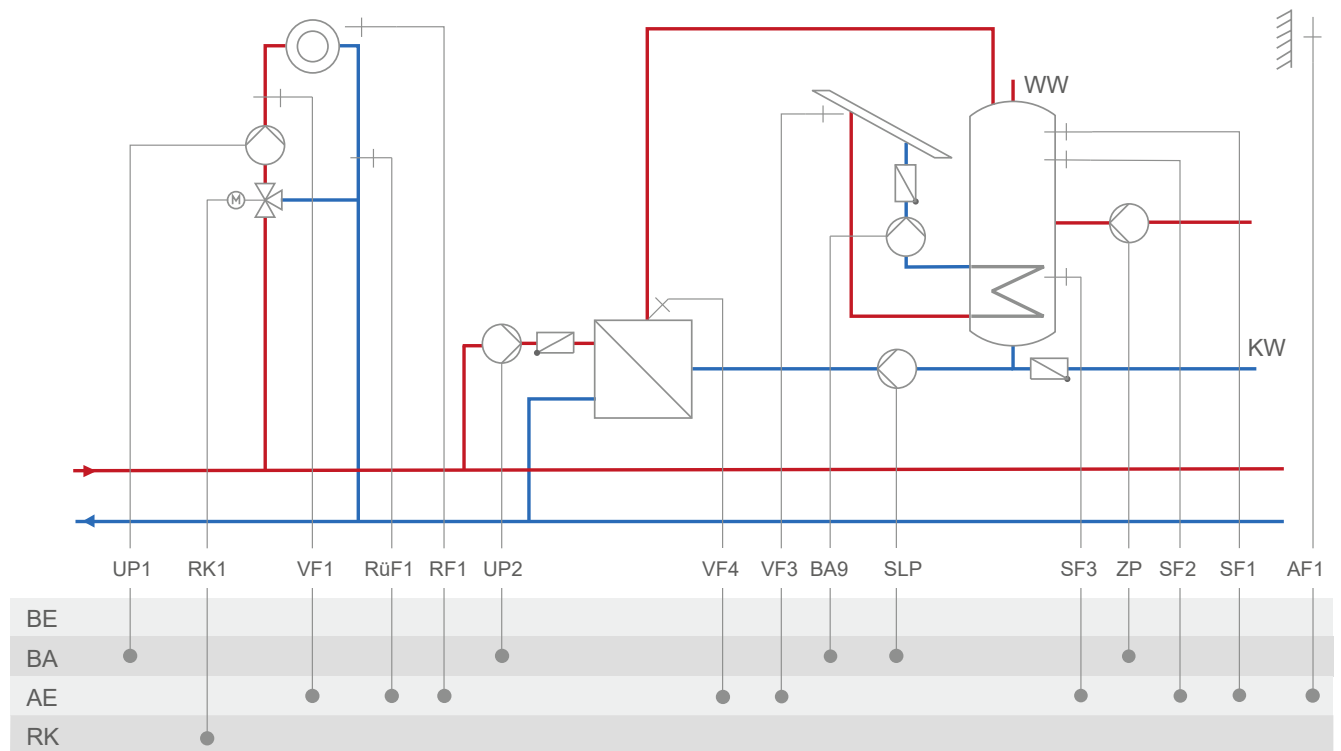 WW
M
KW
UP1 RK1 VF1 RüF1 RF1 UP2 VF4 VF3 BA9 SLP SF3 ZP SF2 SF1 AF1
BE
BA
AE
RK